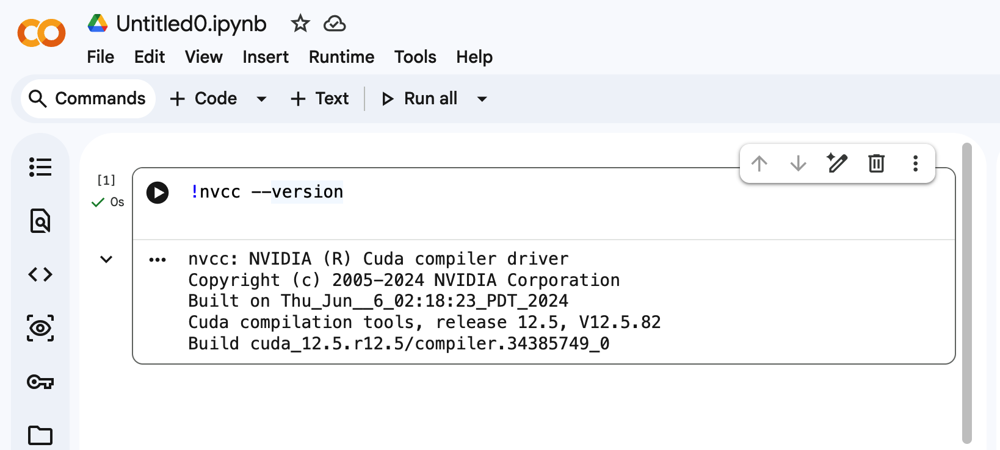 Untitled0.ipynb
File Edit View Insert Runtime Tools Help
Commands + Code + Text Run all
[1]
0s
!nvcc --version
nvcc: NVIDIA (R) Cuda compiler driver
Copyright (c) 2005-2024 NVIDIA Corporation
Built on Thu_Jun__6_02:18:23_PDT_2024
Cuda compilation tools, release 12.5, V12.5.82
Build cuda_12.5.r12.5/compiler.34385749_0